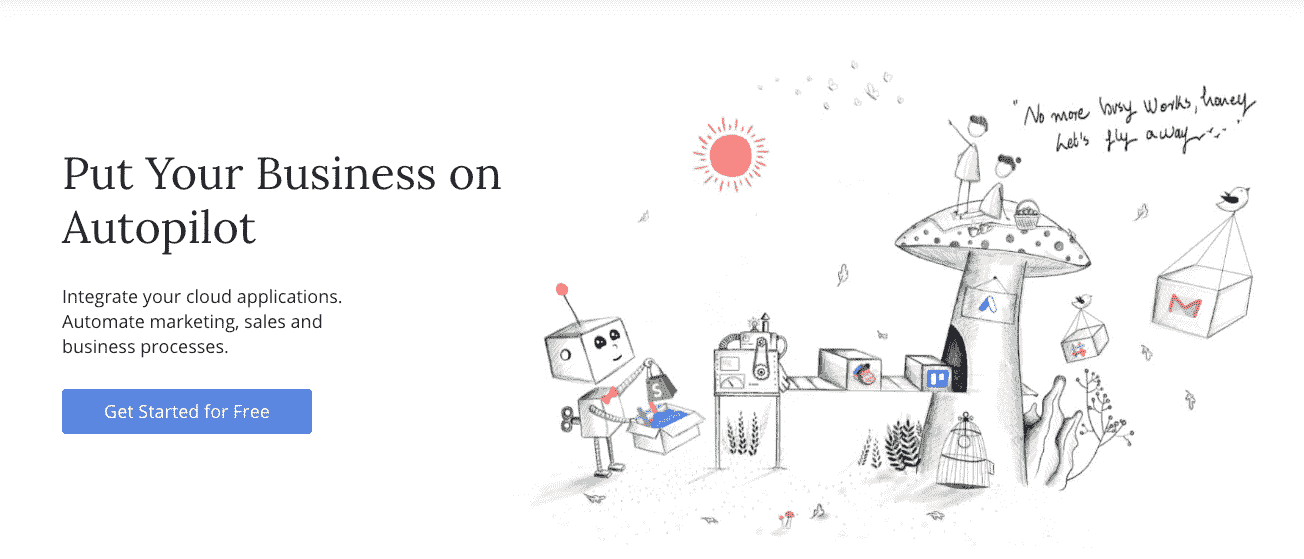 Put Your Business on
Autopilot
Integrate your cloud applications.
Automate marketing, sales and
business processes.
Get Started for Free
"No more busy works, honey
Let's fly away
S